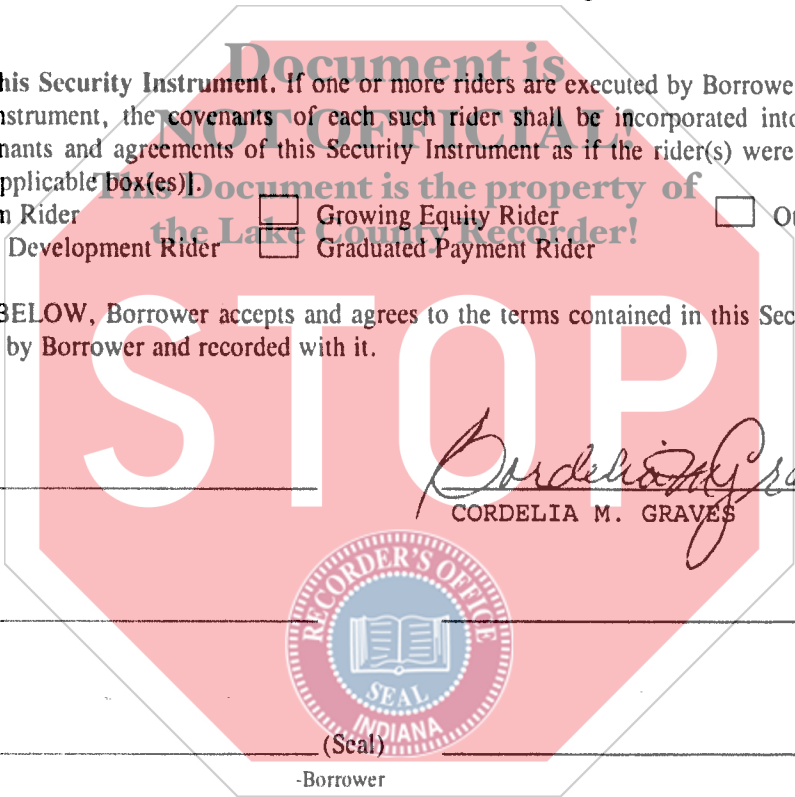 Document is
his Security Instrument. If one or more riders are executed by Borrowe
nstrument, the covenants of each such rider shall be incorporated into
NOT OFFICIAL!
nants and agreements of this Security Instrument as if the rider(s) were
pplicable box(es)].
This Document is the property of
n Rider Growing Equity Rider Ot
the Lake County Recorder!
Development Rider Graduated Payment Rider
BELOW, Borrower accepts and agrees to the terms contained in this Sec
by Borrower and recorded with it.
STOP
Cordelia M Gra
CORDELIA M. GRAVES
RECORDER'S OFFICE
SEAL
INDIANA
(Seal)
-Borrower